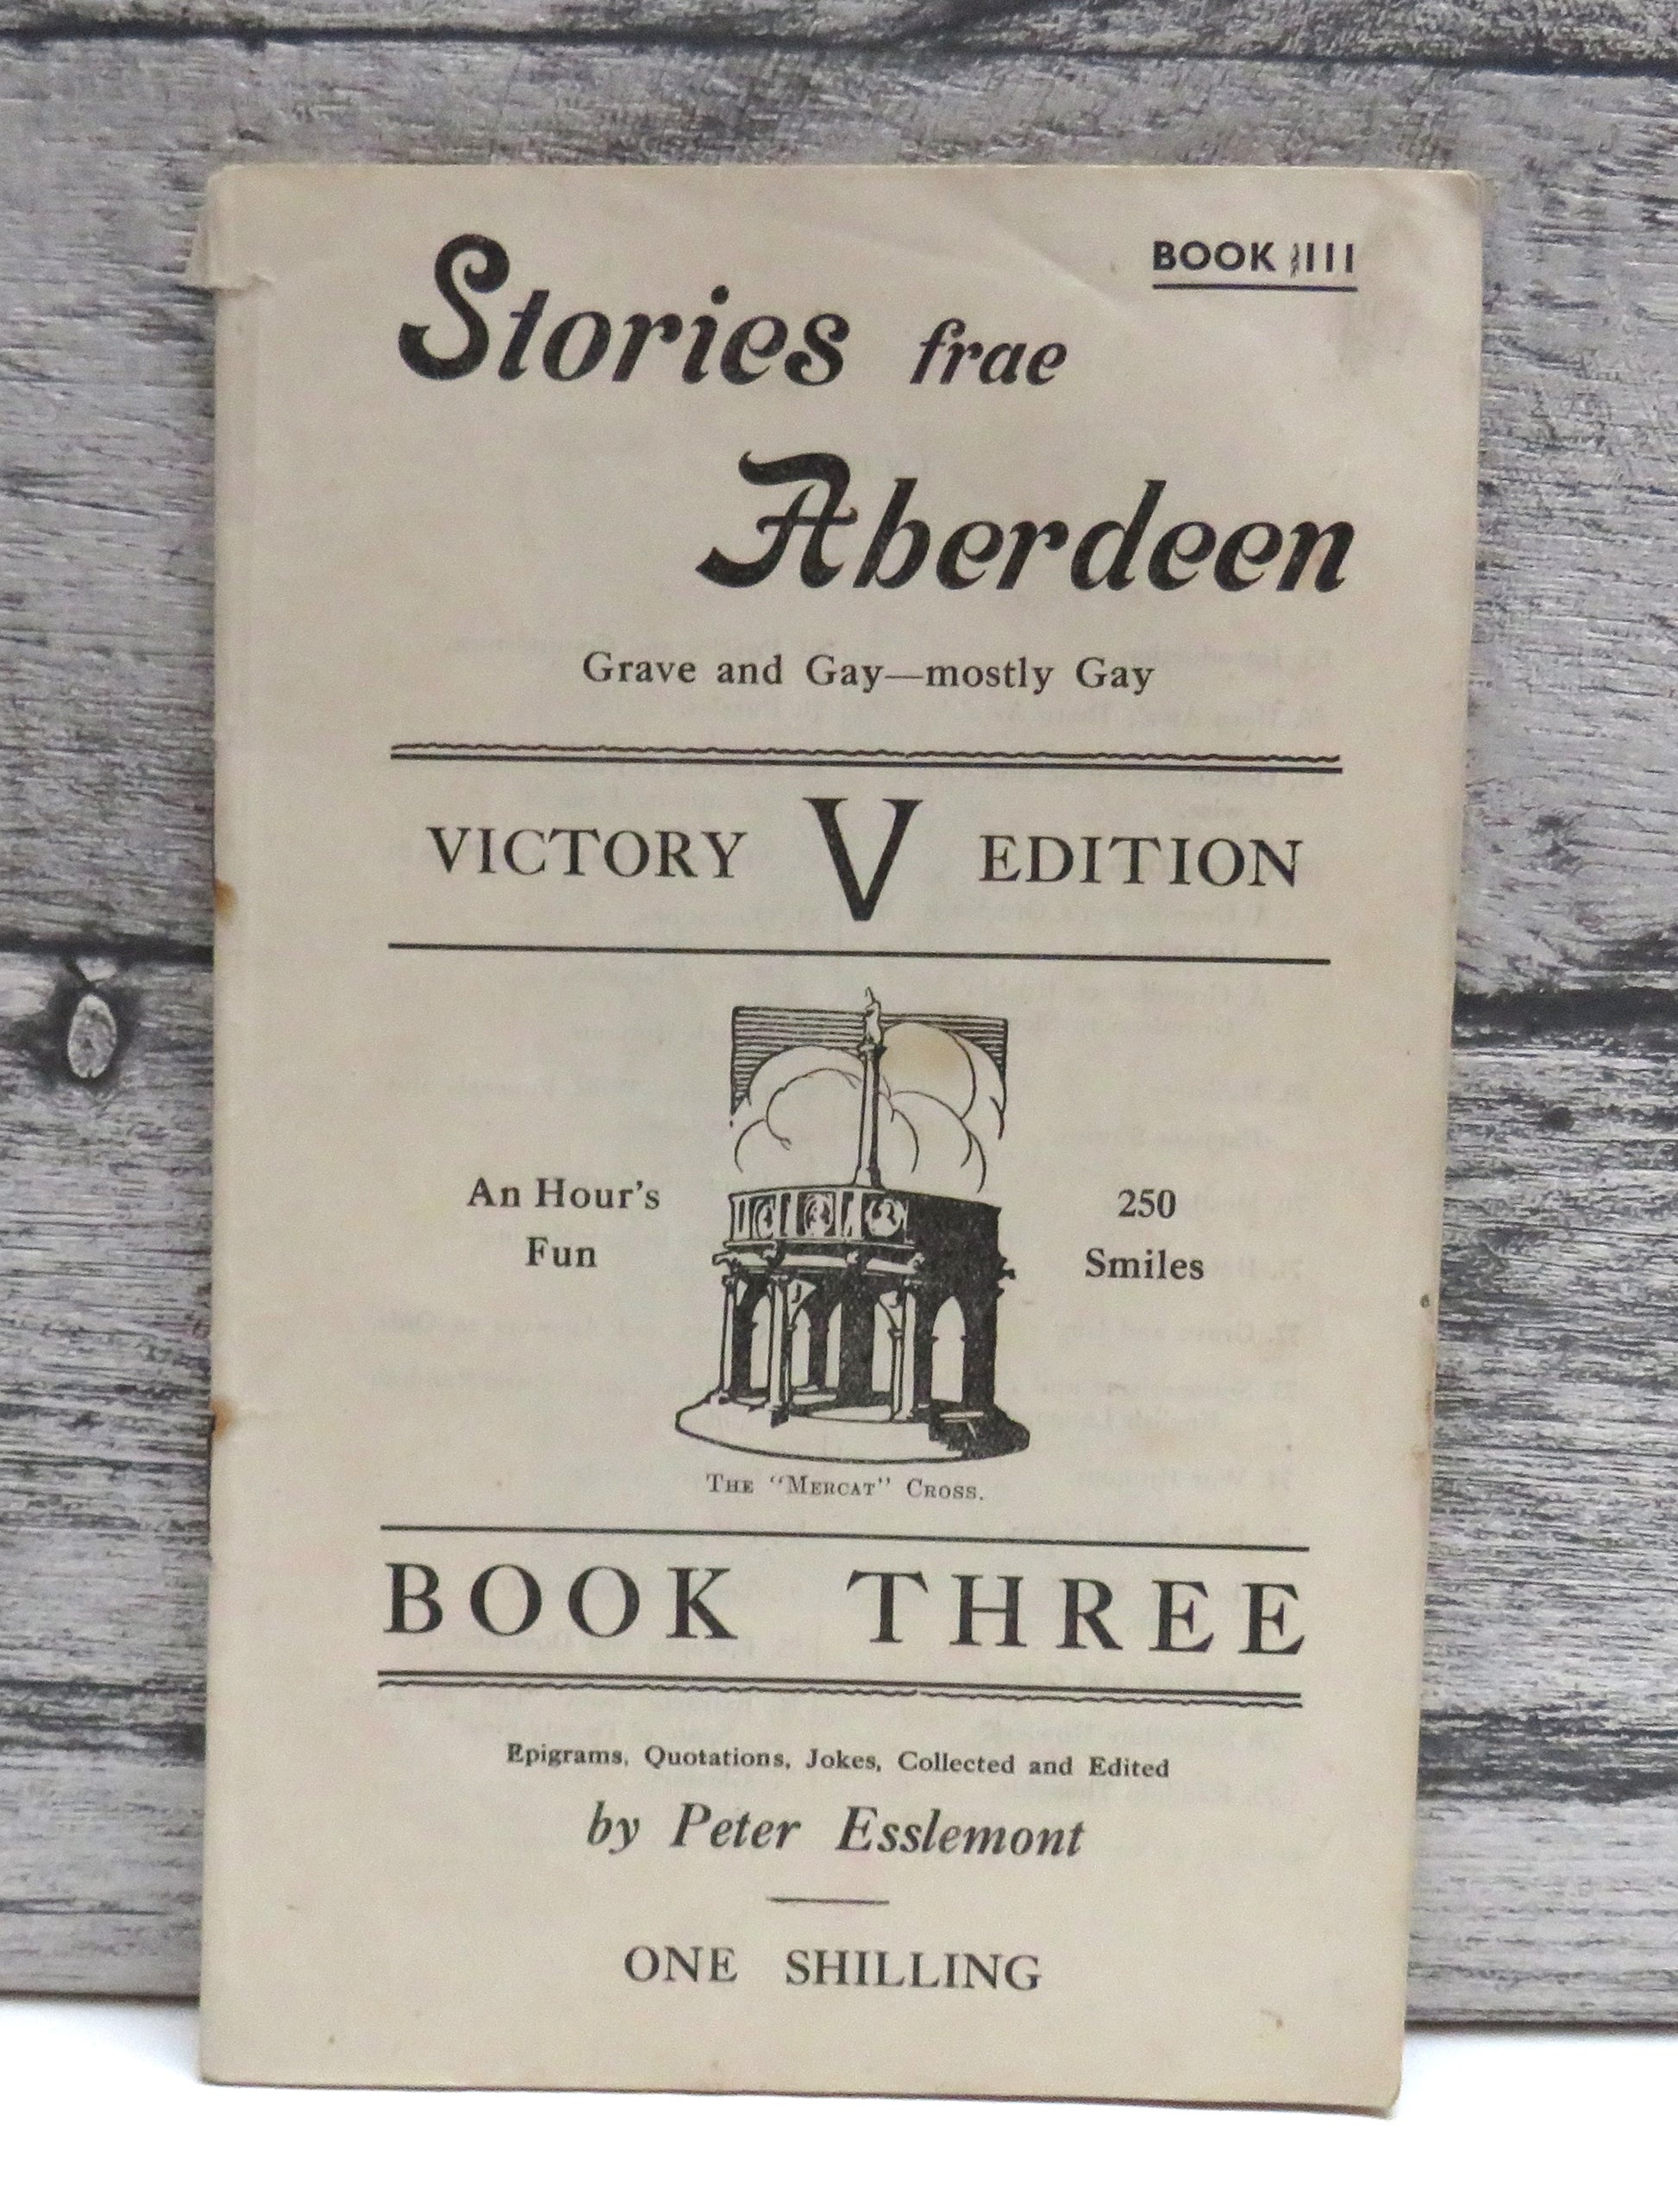 BOOK III
Stories frae
Aberdeen
Grave and Gay—mostly Gay
VICTORY V EDITION
An Hour's
Fun
250
Smiles
THE "MERCAT" CROSS.
BOOK THREE
Epigrams, Quotations, Jokes, Collected and Edited
by Peter Esslemont
ONE SHILLING